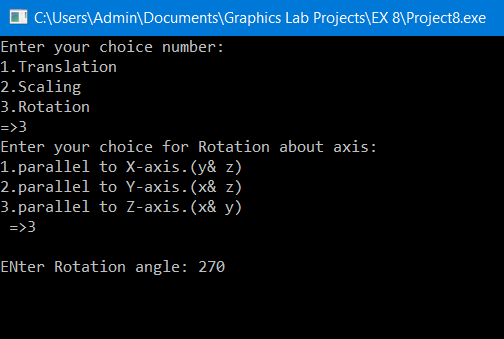 C:\Users\Admin\Documents\Graphics Lab Projects\EX 8\Project8.exe
Enter your choice number:
1.Translation
2.Scaling
3.Rotation
=>3
Enter your choice for Rotation about axis:
1.parallel to X-axis.(y& z)
2.parallel to Y-axis.(x& z)
3.parallel to Z-axis.(x& y)
 =>3
ENter Rotation angle: 270